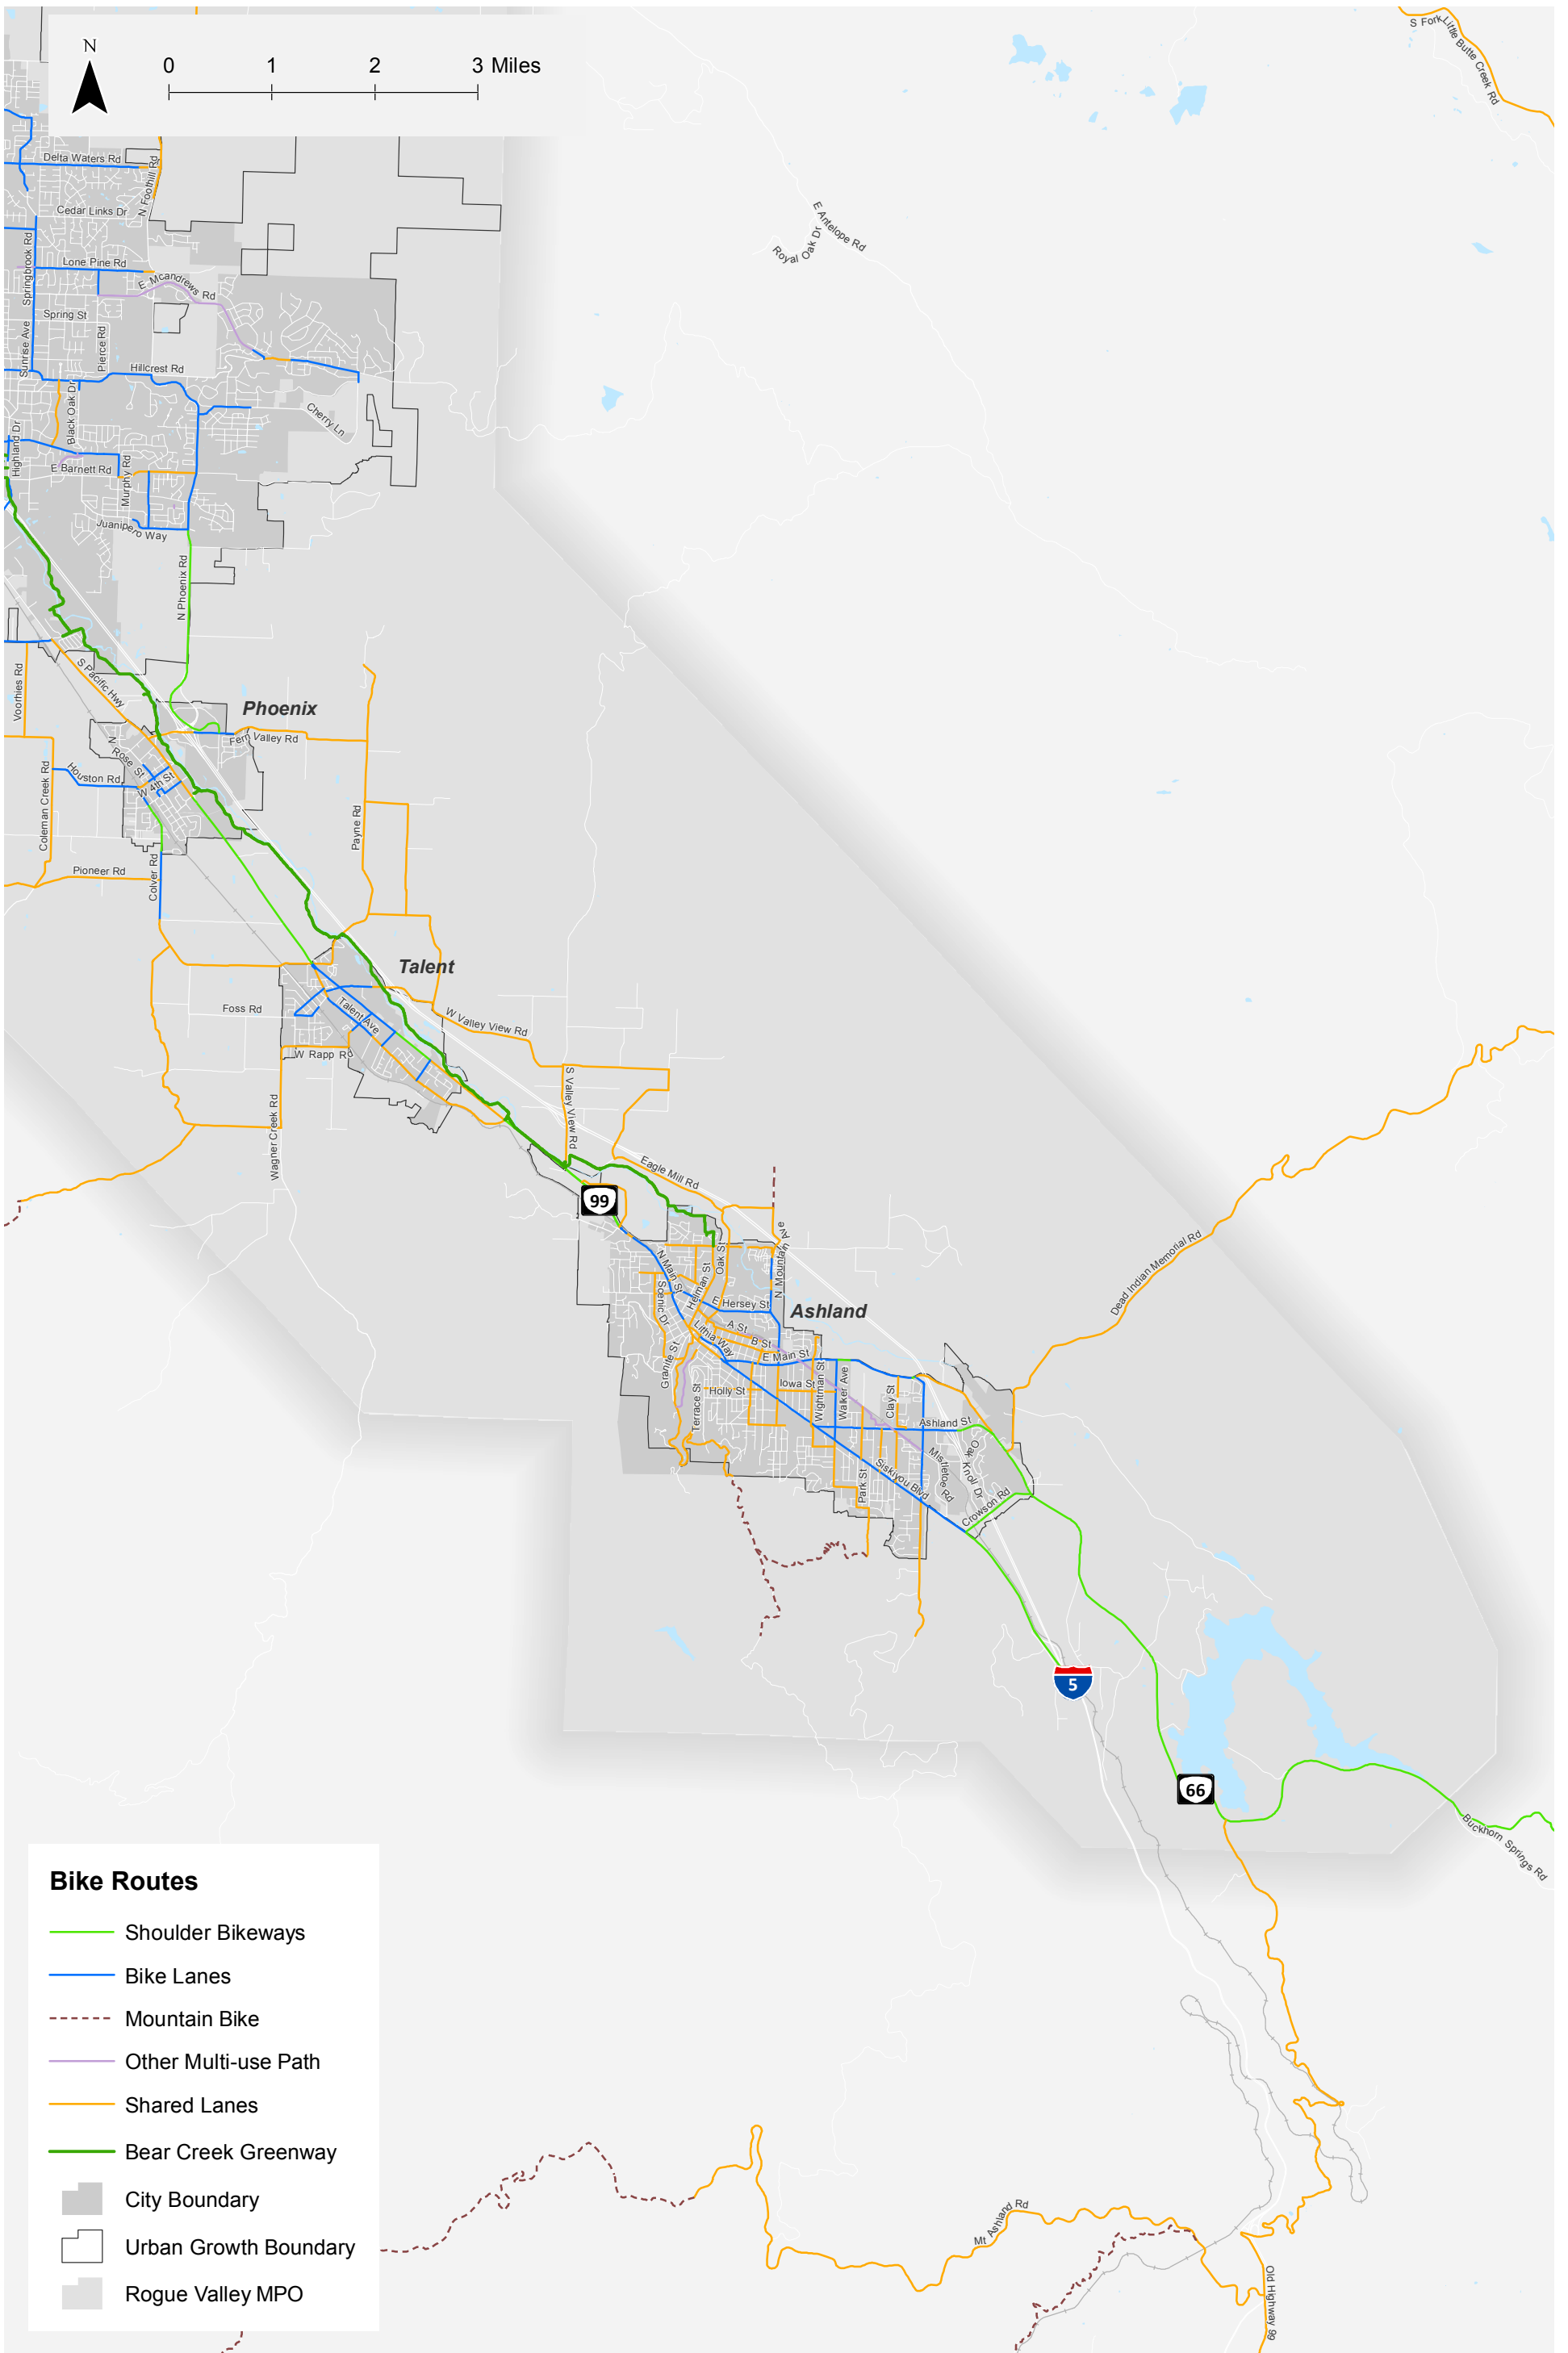 N
0 1 2 3 Miles
S Fork Little Butte Creek Rd
Delta Waters Rd
N Foothill Rd
Cedar Links Dr
E Antelope Rd
Royal Oak Dr
Springbrook Rd
Lone Pine Rd
E Mcandrews Rd
Spring St
Sunrise Ave
Pierce Rd
Hillcrest Rd
Black Oak Dr
Cherry Ln
Highland Dr
E Barnett Rd
Murphy Rd
Juanipero Way
N Phoenix Rd
Voorhies Rd
S Pacific Hwy
Phoenix
Fern Valley Rd
N Rose St
Houston Rd
W 4th St
Coleman Creek Rd
Payne Rd
Pioneer Rd
Colver Rd
Talent
Foss Rd
Talent Ave
W Valley View Rd
W Rapp Rd
Wagner Creek Rd
S Valley View Rd
Eagle Mill Rd
99
Oak St
N Mountain Ave
N Main St
Scenic Dr
Helman St
E Hersey St
Ashland
Dead Indian Memorial Rd
A St
B St
Lithia Way
E Main St
Granite St
Terrace St
Holly St
Iowa St
Wightman St
Walker Ave
Clay St
Ashland St
Oak Knoll Dr
Mistletoe Rd
Siskiyou Blvd
Park St
Crowson Rd
5
66
Buckhorn Springs Rd
Bike Routes
Shoulder Bikeways
Bike Lanes
Mountain Bike
Other Multi-use Path
Shared Lanes
Bear Creek Greenway
City Boundary
Urban Growth Boundary
Rogue Valley MPO
Mt Ashland Rd
Old Highway 99